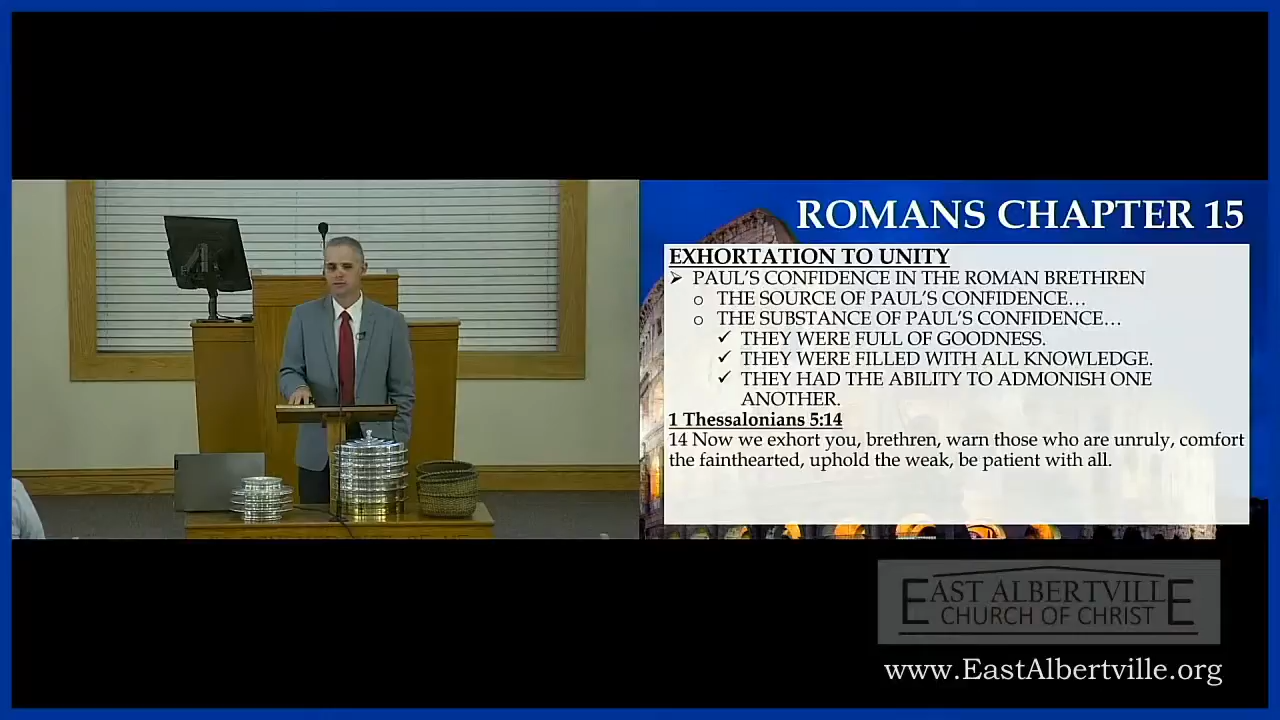 ROMANS CHAPTER 15
EXHORTATION TO UNITY
➢ PAUL'S CONFIDENCE IN THE ROMAN BRETHREN
o THE SOURCE OF PAUL'S CONFIDENCE…
o THE SUBSTANCE OF PAUL'S CONFIDENCE…
✓ THEY WERE FULL OF GOODNESS.
✓ THEY WERE FILLED WITH ALL KNOWLEDGE.
✓ THEY HAD THE ABILITY TO ADMONISH ONE
ANOTHER.
1 Thessalonians 5:14
14 Now we exhort you, brethren, warn those who are unruly, comfort
the fainthearted, uphold the weak, be patient with all.
EAST ALBERTVILLE
CHURCH OF CHRIST
www.EastAlbertville.org